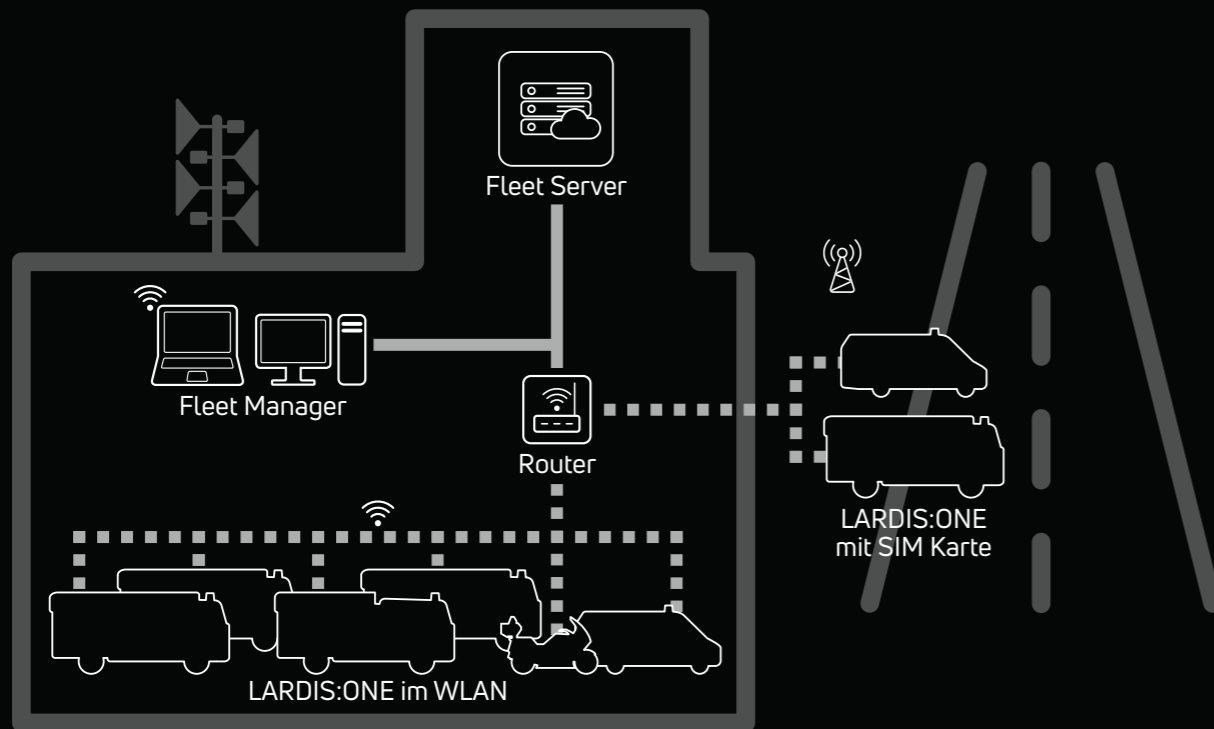 Fleet Server
Fleet Manager
Router
LARDIS:ONE
mit SIM Karte
LARDIS:ONE im WLAN